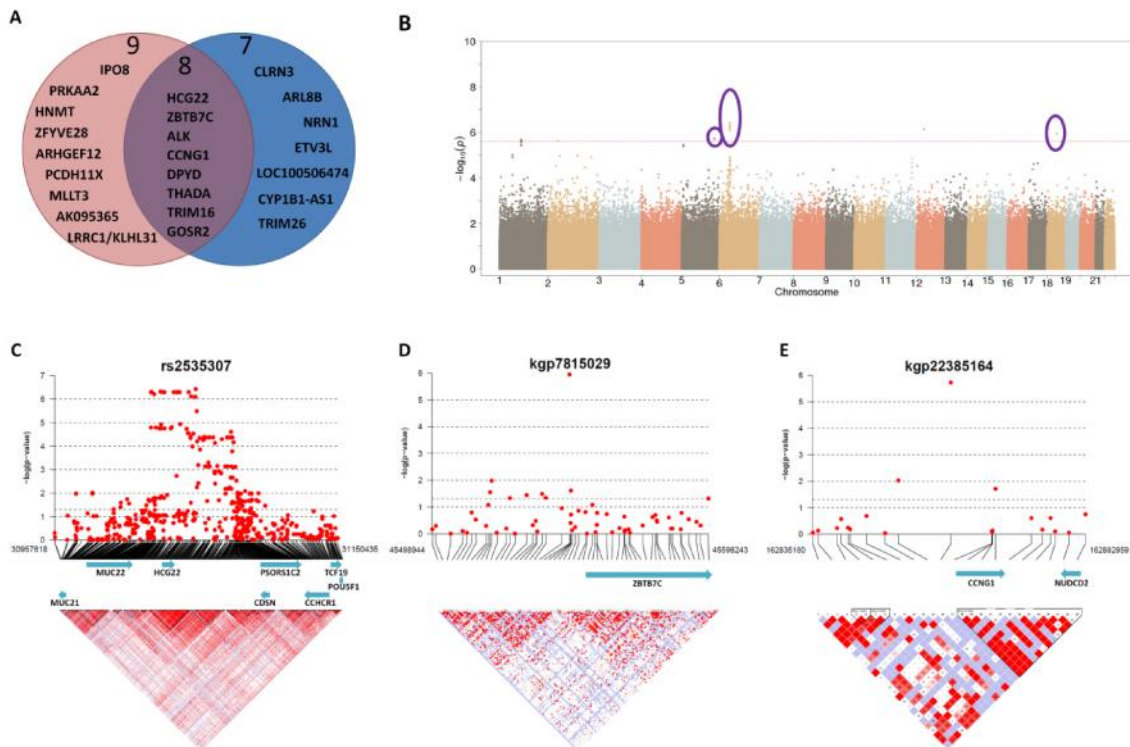 A
9
8
7
IPO8
PRKAA2
HNMT
ZFYVE28
ARHGEF12
PCDH11X
MLLT3
AK095365
LRRC1/KLHL31
HCG22
ZBTB7C
ALK
CCNG1
DPYD
THADA
TRIM16
GOSR2
CLRN3
ARL8B
NRN1
ETV3L
LOC100506474
CYP1B1-AS1
TRIM26
B
10
8
6
4
2
0
−log10(p)
1 2 3 4 5 6 7 8 9 10 11 12 13 14 15 16 17 18 19 21
Chromosome
C
rs2535307
7
6
5
4
3
2
1
0
-log(p-value)
30957818 31150435
MUC22 HCG22 PSORS1C2 TCF19
POU5F1
MUC21 CDSN CCHCR1
D
kgp7815029
6
5
4
3
2
1
0
-log(p-value)
45498944 45598243
ZBTB7C
E
kgp22385164
6
5
4
3
2
1
0
-log(p-value)
162835160 162882959
CCNG1 NUDCD2